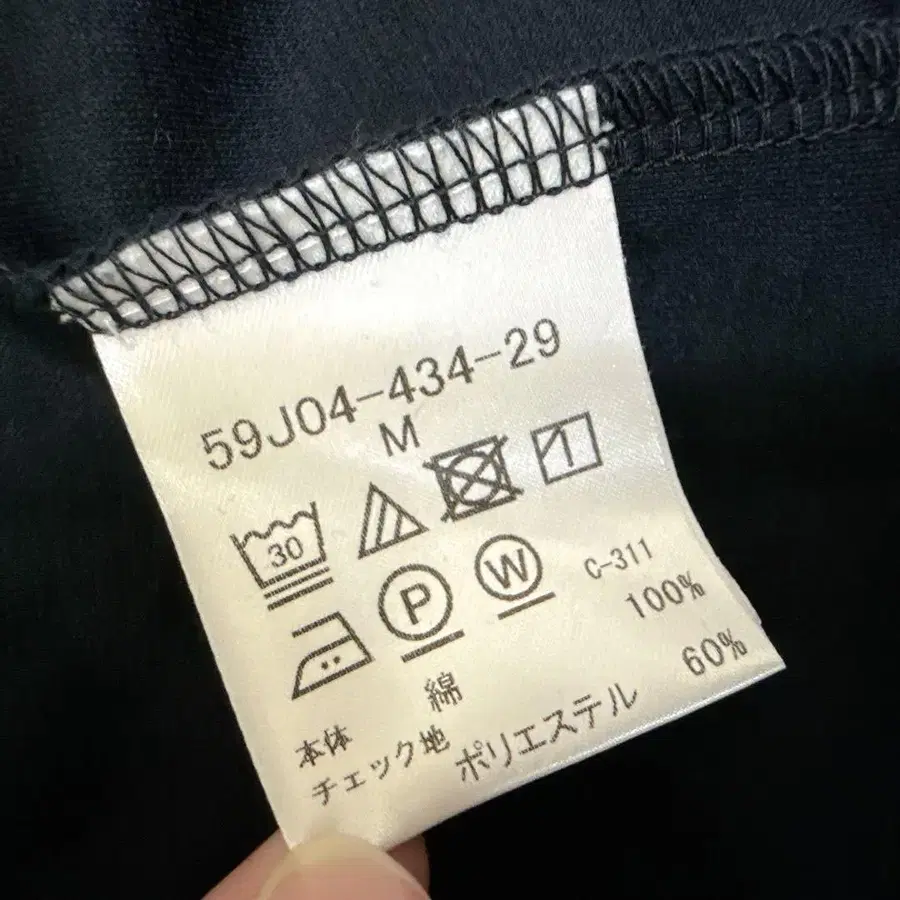 59J04-434-29
M
30
P W C-311
本体 綿 100%
チェック地 ポリエステル 60%